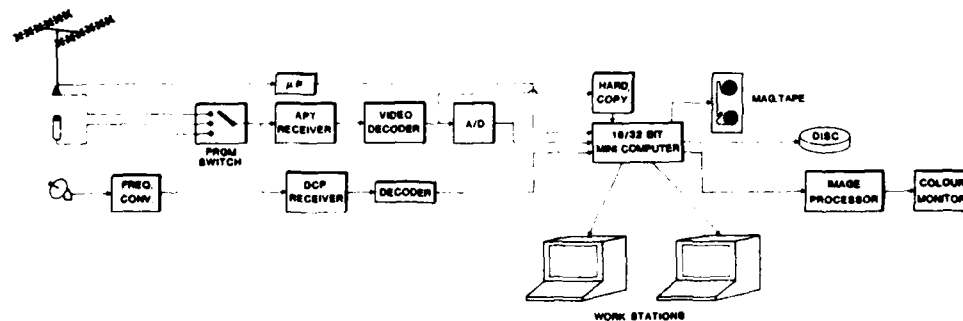 μP
HARD
COPY
MAG. TAPE
APT
RECEIVER
VIDEO
DECODER
A/D
16/32 BIT
MINI COMPUTER
DISC
PRGM
SWITCH
FREQ.
CONV.
DCP
RECEIVER
DECODER
IMAGE
PROCESSOR
COLOUR
MONITOR
WORK STATIONS